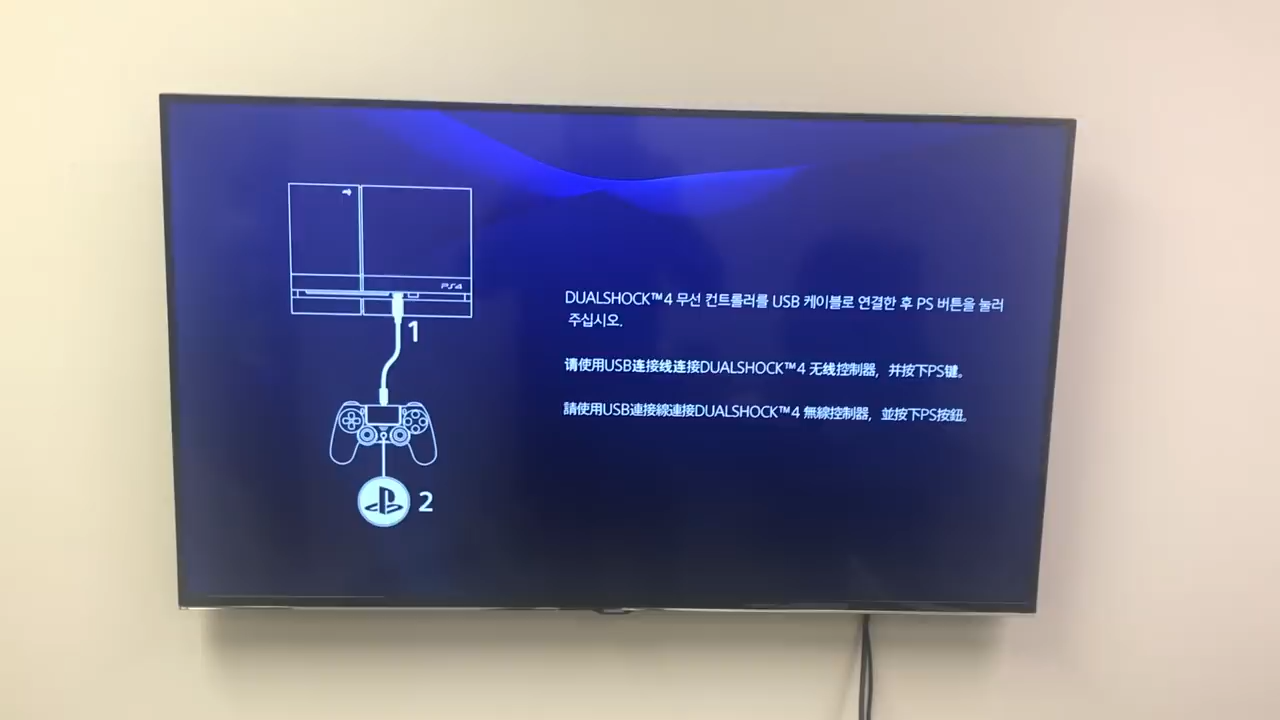 PS4
1
2
DUALSHOCK™4 무선 컨트롤러를 USB 케이블로 연결한 후 PS 버튼을 눌러
주십시오.
请使用USB连接线连接DUALSHOCK™4 无线控制器，并按下PS键。
請使用USB連接線連接DUALSHOCK™4 無線控制器，並按下PS按鈕。